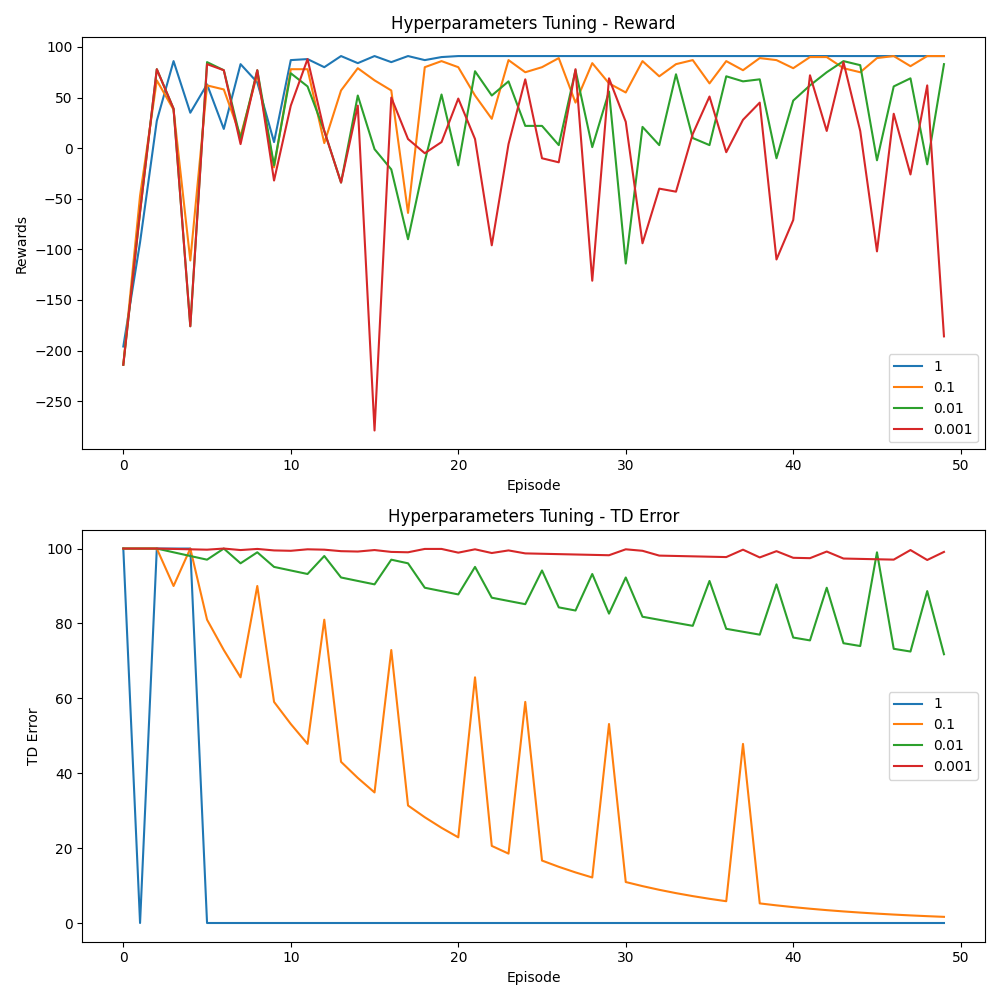 Hyperparameters Tuning - Reward
Rewards
100
50
0
−50
−100
−150
−200
−250
0 10 20 30 40 50
Episode
1
0.1
0.01
0.001
Hyperparameters Tuning - TD Error
TD Error
100
80
60
40
20
0
0 10 20 30 40 50
Episode
1
0.1
0.01
0.001